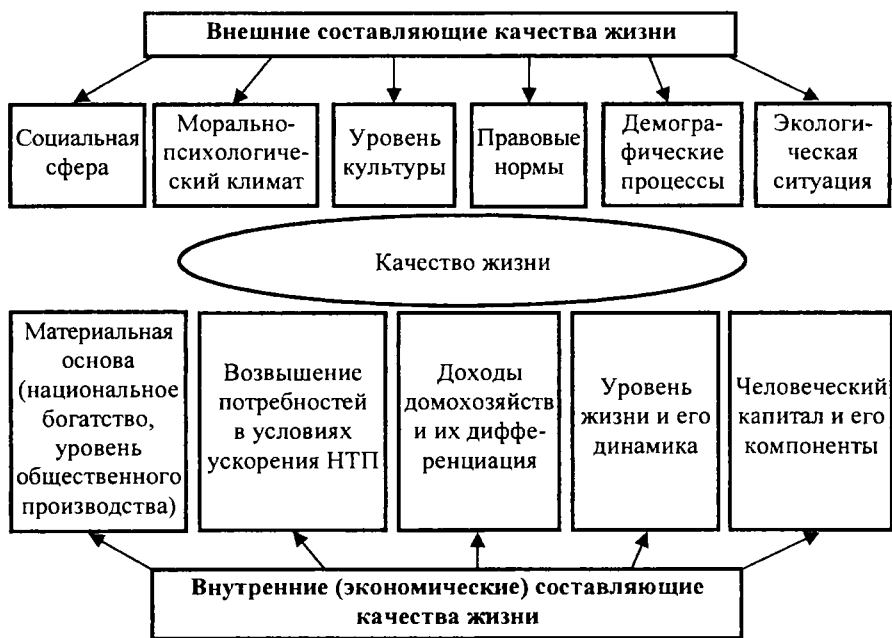 Внешние составляющие качества жизни
Социальная
сфера
Морально-
психологиче-
ский климат
Уровень
культуры
Правовые
нормы
Демогра-
фические
процессы
Экологи-
ческая
ситуация
Качество жизни
Материальная
основа
(национальное
богатство,
уровень
общественного
производства)
Возвышение
потребностей
в условиях
ускорения НТП
Доходы
домохозяйств
и их диффе-
ренциация
Уровень
жизни и его
динамика
Человеческий
капитал и его
компоненты
Внутренние (экономические) составляющие
качества жизни